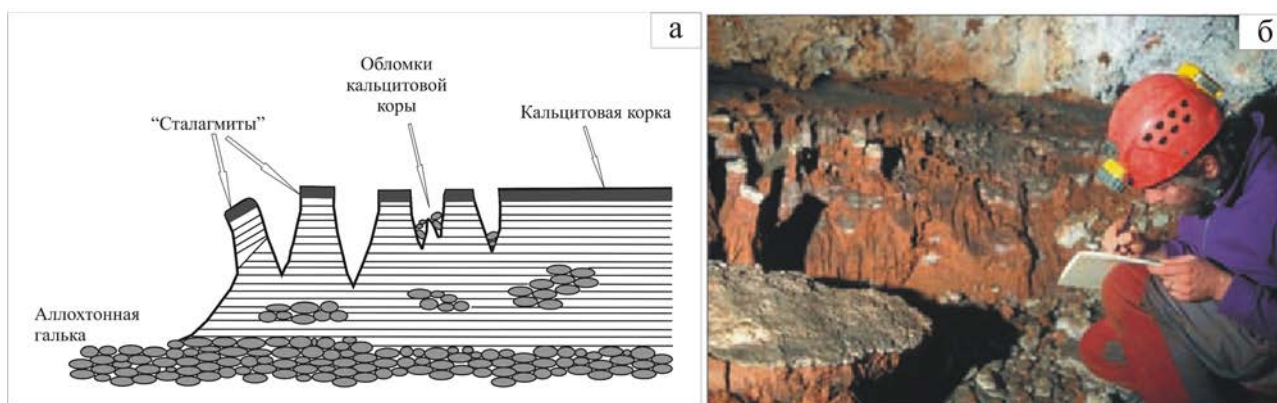 а
Обломки
кальцитовой
коры
“Сталагмиты”
Кальцитовая корка
Аллохтонная
галька
б